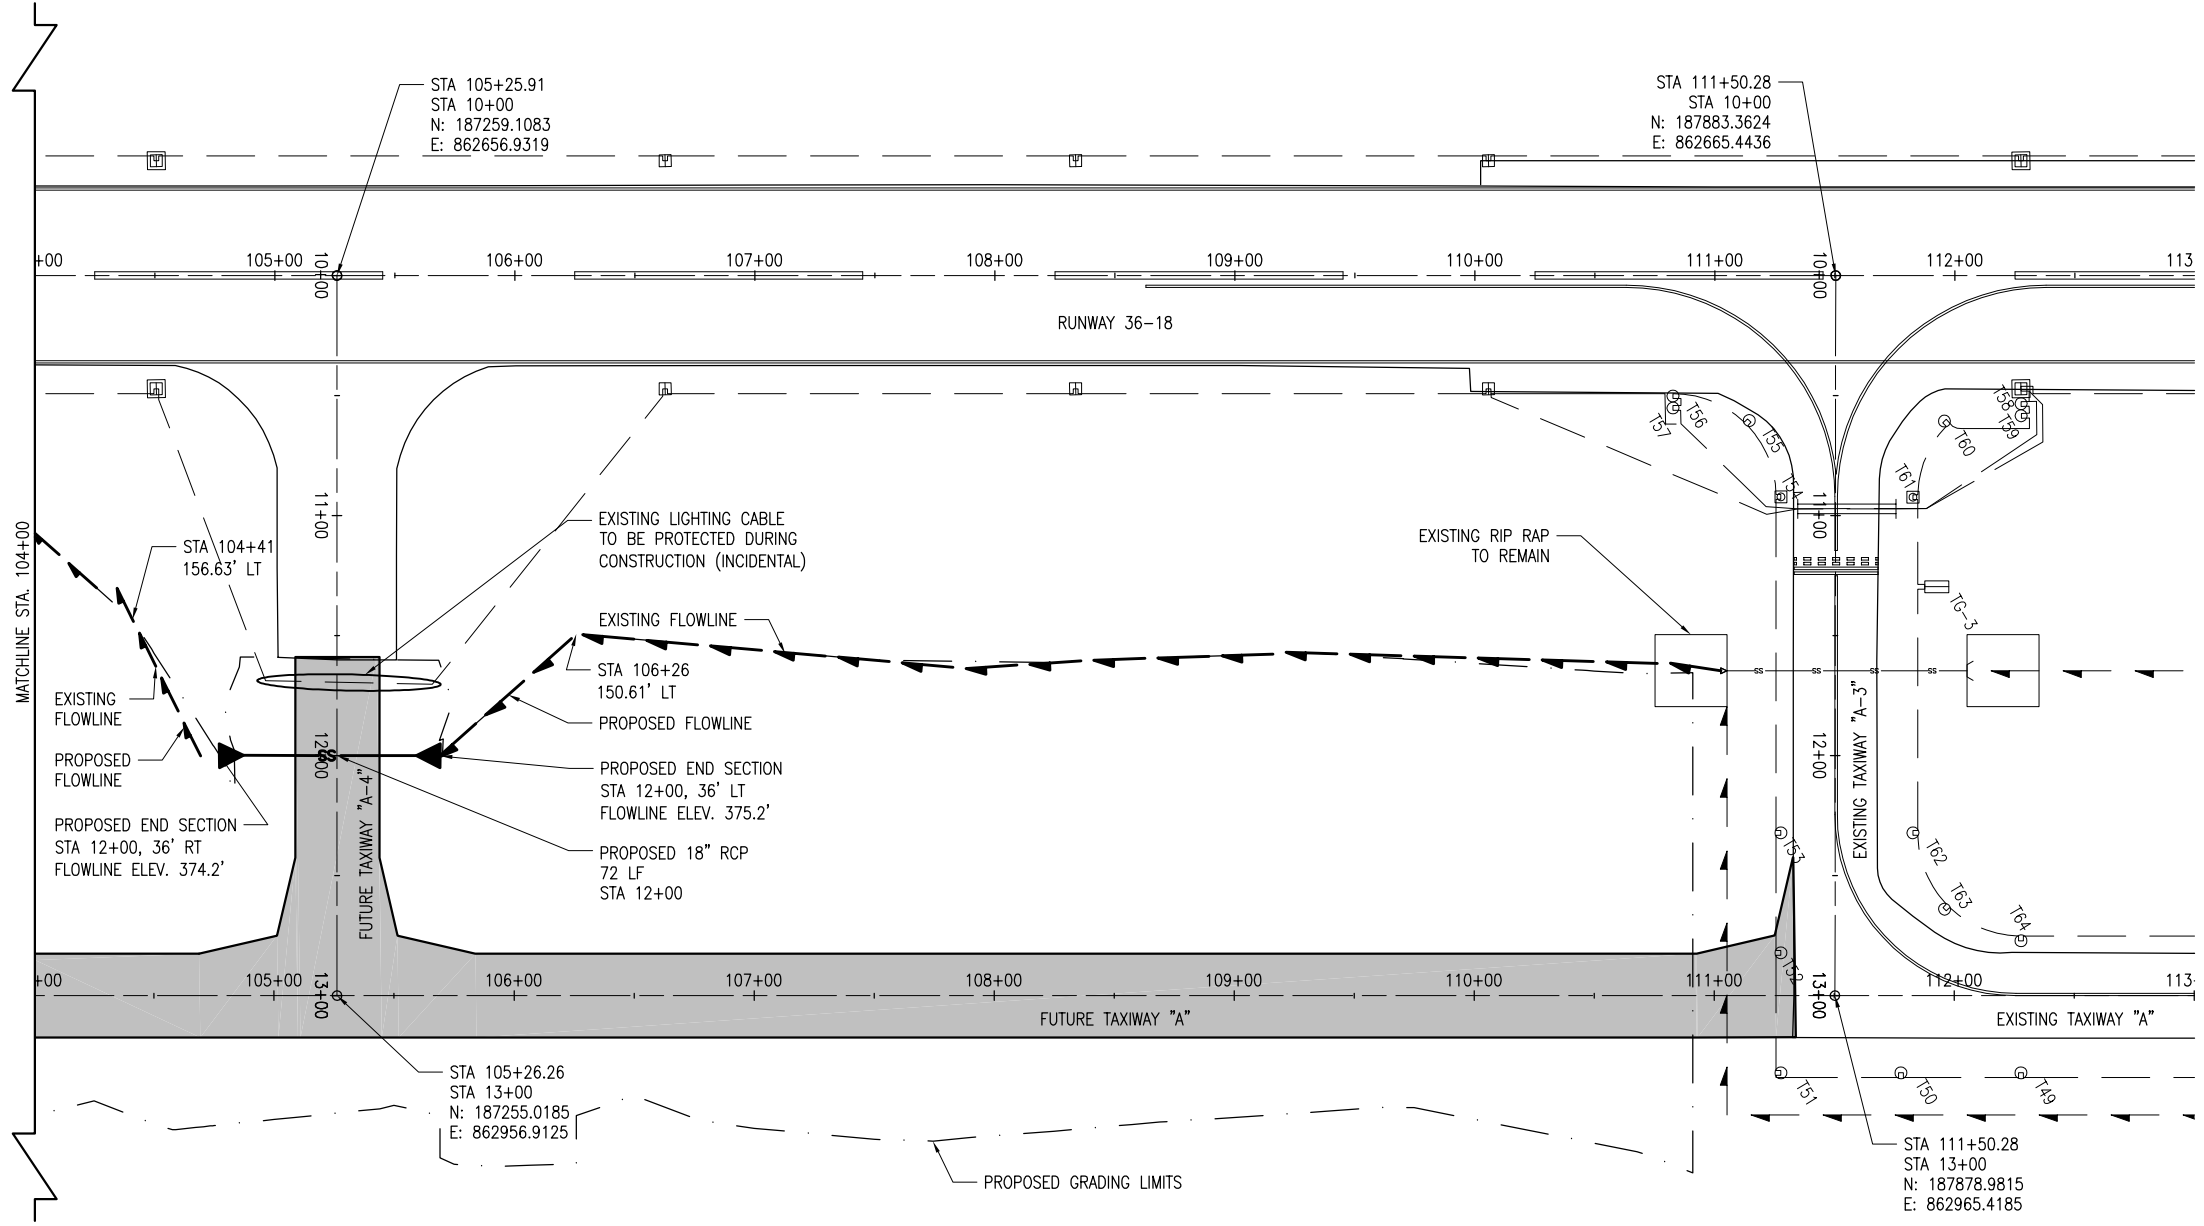 STA 105+25.91
STA 10+00
N: 187259.1083
E: 862656.9319
STA 111+50.28
STA 10+00
N: 187883.3624
E: 862665.4436
+00
105+00
106+00
107+00
108+00
109+00
110+00
111+00
112+00
113
10+00
10+00
RUNWAY 36-18
T58
T59
T56
T57
T55
T60
T61
T54
11+00
11+00
MATCHLINE STA. 104+00
STA 104+41
156.63' LT
EXISTING LIGHTING CABLE
TO BE PROTECTED DURING
CONSTRUCTION (INCIDENTAL)
EXISTING RIP RAP
TO REMAIN
TG-3
EXISTING FLOWLINE
STA 106+26
150.61' LT
PROPOSED FLOWLINE
SS
SS
SS
SS
EXISTING
FLOWLINE
PROPOSED
FLOWLINE
PROPOSED END SECTION
STA 12+00, 36' RT
FLOWLINE ELEV. 374.2'
12+00
SS
FUTURE TAXIWAY "A-4"
PROPOSED END SECTION
STA 12+00, 36' LT
FLOWLINE ELEV. 375.2'
PROPOSED 18" RCP
72 LF
STA 12+00
12+00
EXISTING TAXIWAY "A-3"
T53
T62
T63
T64
T52
+00
105+00
106+00
107+00
108+00
109+00
110+00
111+00
112+00
113+
13+00
13+00
FUTURE TAXIWAY "A"
EXISTING TAXIWAY "A"
STA 105+26.26
STA 13+00
N: 187255.0185
E: 862956.9125
T51
T50
T49
PROPOSED GRADING LIMITS
STA 111+50.28
STA 13+00
N: 187878.9815
E: 862965.4185